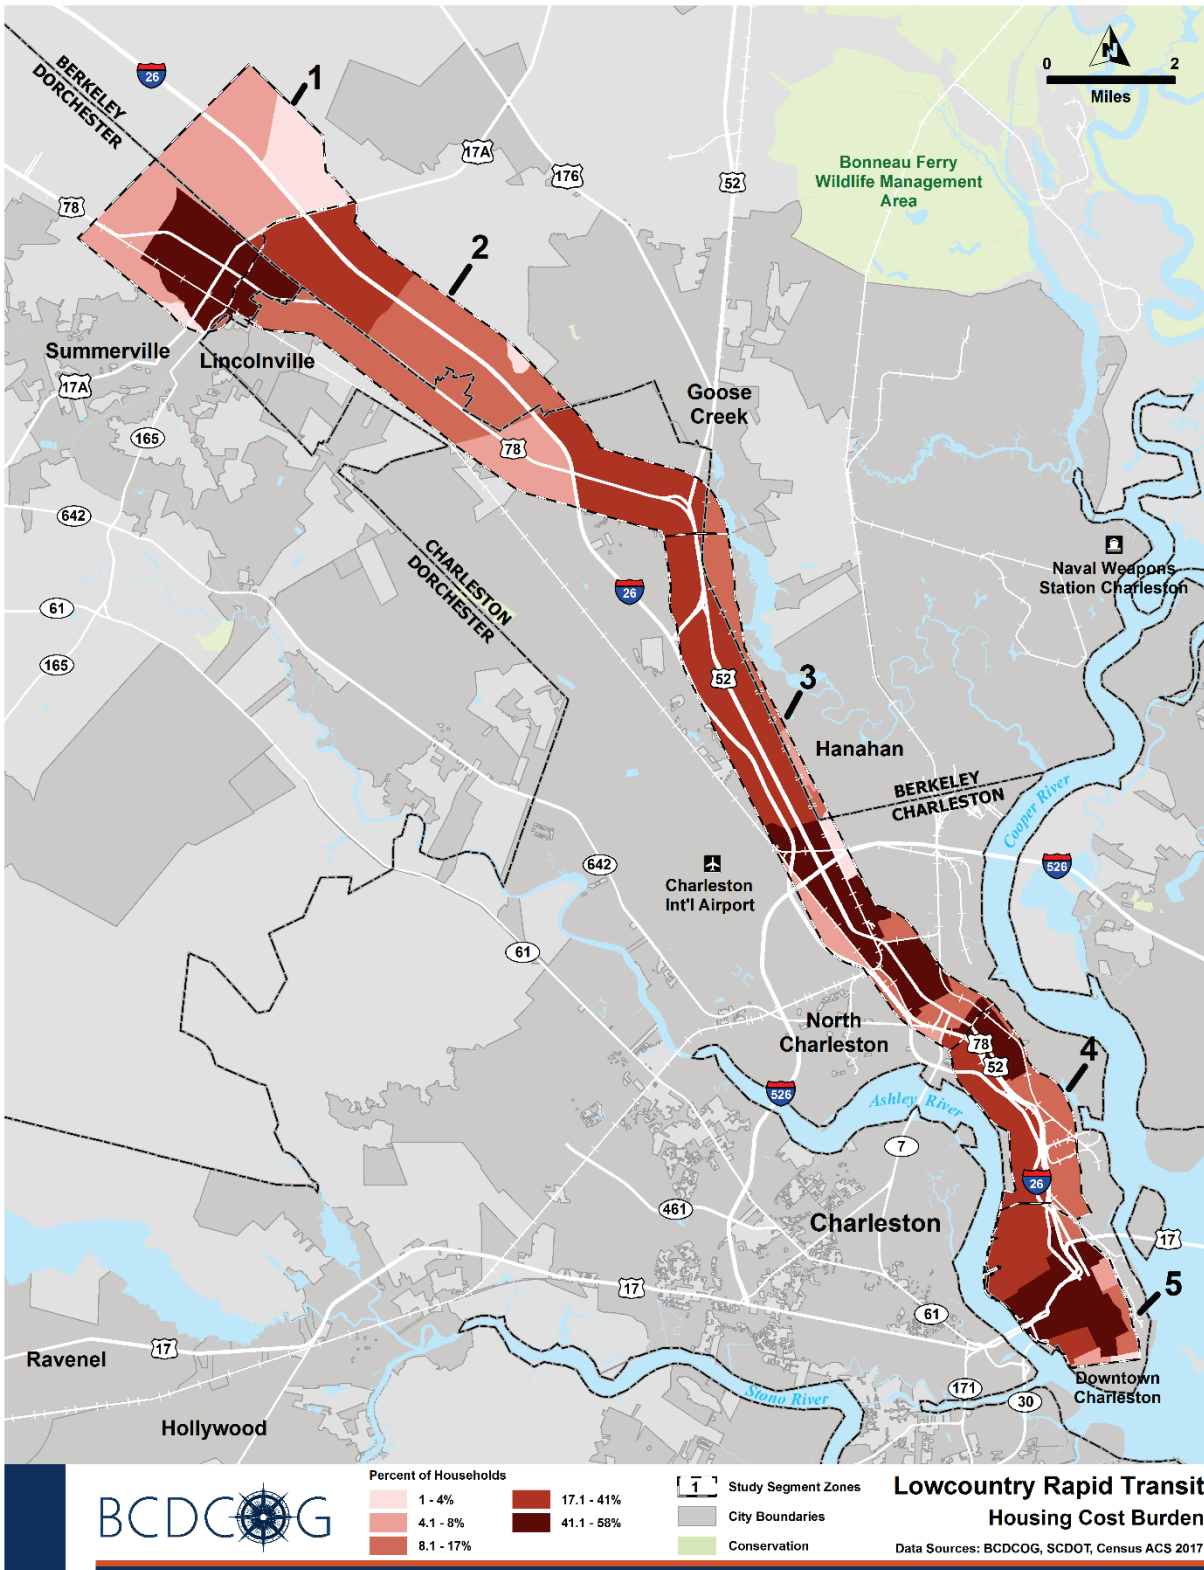 1
26
BERKELEY
DORCHESTER
N
0 2
Miles
17A
176
52
78
Bonneau Ferry
Wildlife Management
Area
2
Summerville
Lincolnville
17A
165
78
Goose
Creek
642
CHARLESTON
DORCHESTER
26
Naval Weapons
Station Charleston
61
165
52
3
Hanahan
BERKELEY
CHARLESTON
Cooper River
526
642
Charleston
Int'l Airport
61
North
Charleston
78
52
4
526
Ashley River
7
26
461
Charleston
17
17
61
5
17
Ravenel
171
30
Downtown
Charleston
Stono River
Hollywood
BCDCOG
Percent of Households
1 - 4%
4.1 - 8%
8.1 - 17%
17.1 - 41%
41.1 - 58%
1 Study Segment Zones
City Boundaries
Conservation
Lowcountry Rapid Transit
Housing Cost Burden
Data Sources: BCDCOG, SCDOT, Census ACS 2017